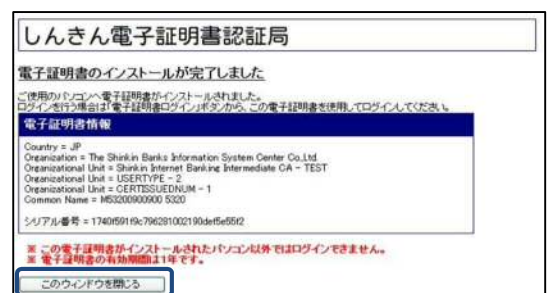 しんきん電子証明書認証局
電子証明書のインストールが完了しました
ご使用のパソコンへ電子証明書がインストールされました。
ログインを行う場合は「電子証明書ログイン」ボタンから、この電子証明書を使用してログインしてください。
電子証明書情報
Country = JP
Organization = The Shinkin Banks Information System Center Co.,Ltd.
Organizational Unit = Shinkin Internet Banking Intermediate CA - TEST
Organizational Unit = USERTYPE - 2
Organizational Unit = CERTISSUEDNUM - 1
Common Name = M53200900900 5320
シリアル番号 = 1740f591f9c796281002190def5e55f2
※ この電子証明書がインストールされたパソコン以外ではログインできません。
※ 電子証明書の有効期間は1年です。
このウィンドウを閉じる